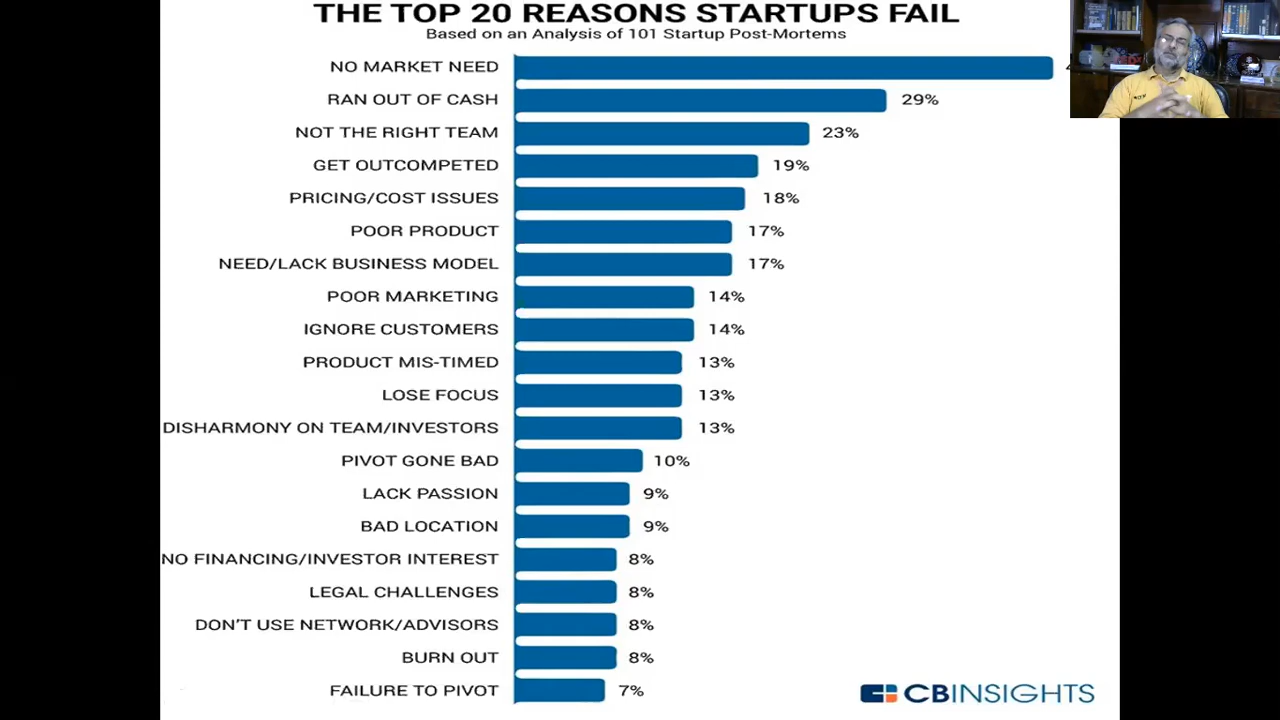 THE TOP 20 REASONS STARTUPS FAIL
Based on an Analysis of 101 Startup Post-Mortems
NO MARKET NEED
RAN OUT OF CASH 29%
NOT THE RIGHT TEAM 23%
GET OUTCOMPETED 19%
PRICING/COST ISSUES 18%
POOR PRODUCT 17%
NEED/LACK BUSINESS MODEL 17%
POOR MARKETING 14%
IGNORE CUSTOMERS 14%
PRODUCT MIS-TIMED 13%
LOSE FOCUS 13%
DISHARMONY ON TEAM/INVESTORS 13%
PIVOT GONE BAD 10%
LACK PASSION 9%
BAD LOCATION 9%
NO FINANCING/INVESTOR INTEREST 8%
LEGAL CHALLENGES 8%
DON'T USE NETWORK/ADVISORS 8%
BURN OUT 8%
FAILURE TO PIVOT 7%
CBINSIGHTS